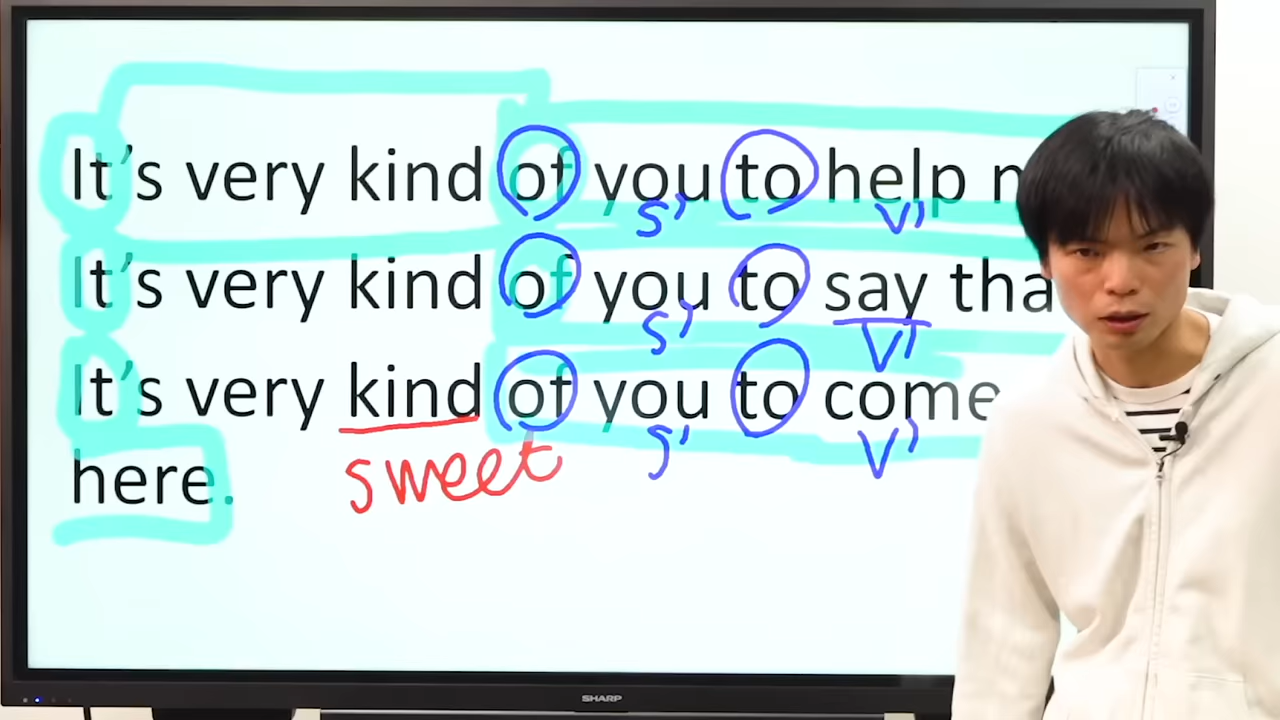 It's very kind of you to help
S' V'
It's very kind of you to say
S' V'
It's very kind of you to come
sweet S' V'
here.
SHARP